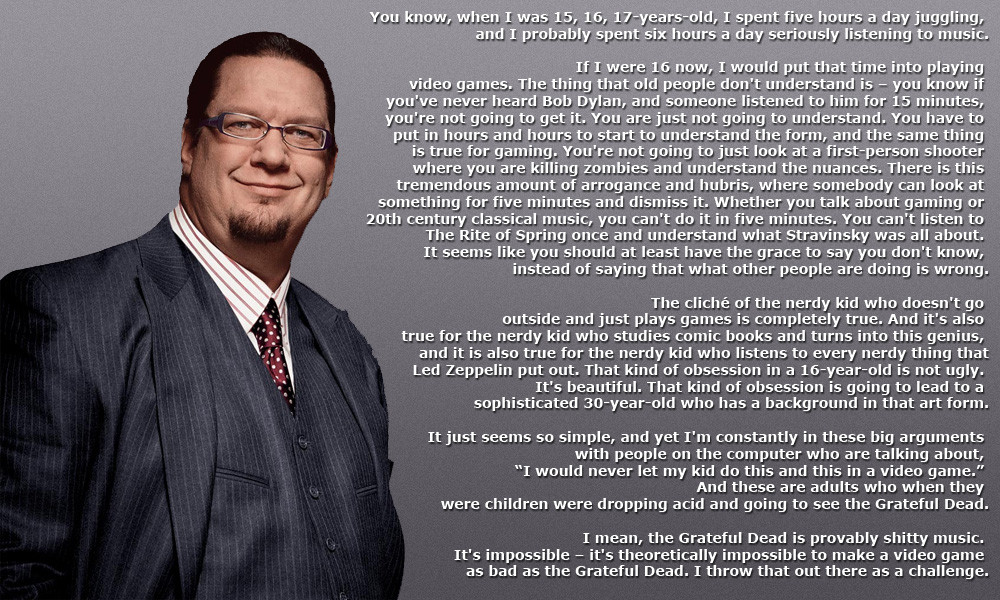 You know, when I was 15, 16, 17-years-old, I spent five hours a day juggling,
and I probably spent six hours a day seriously listening to music.
If I were 16 now, I would put that time into playing
video games. The thing that old people don't understand is – you know if
you've never heard Bob Dylan, and someone listened to him for 15 minutes,
you're not going to get it. You are just not going to understand. You have to
put in hours and hours to start to understand the form, and the same thing
is true for gaming. You're not going to just look at a first-person shooter
where you are killing zombies and understand the nuances. There is this
tremendous amount of arrogance and hubris, where somebody can look at
something for five minutes and dismiss it. Whether you talk about gaming or
20th century classical music, you can't do it in five minutes. You can't listen to
The Rite of Spring once and understand what Stravinsky was all about.
It seems like you should at least have the grace to say you don't know,
instead of saying that what other people are doing is wrong.
The cliché of the nerdy kid who doesn't go
outside and just plays games is completely true. And it's also
true for the nerdy kid who studies comic books and turns into this genius,
and it is also true for the nerdy kid who listens to every nerdy thing that
Led Zeppelin put out. That kind of obsession in a 16-year-old is not ugly.
It's beautiful. That kind of obsession is going to lead to a
sophisticated 30-year-old who has a background in that art form.
It just seems so simple, and yet I'm constantly in these big arguments
with people on the computer who are talking about,
“I would never let my kid do this and this in a video game.”
And these are adults who when they
were children were dropping acid and going to see the Grateful Dead.
I mean, the Grateful Dead is provably shitty music.
It's impossible – it's theoretically impossible to make a video game
as bad as the Grateful Dead. I throw that out there as a challenge.